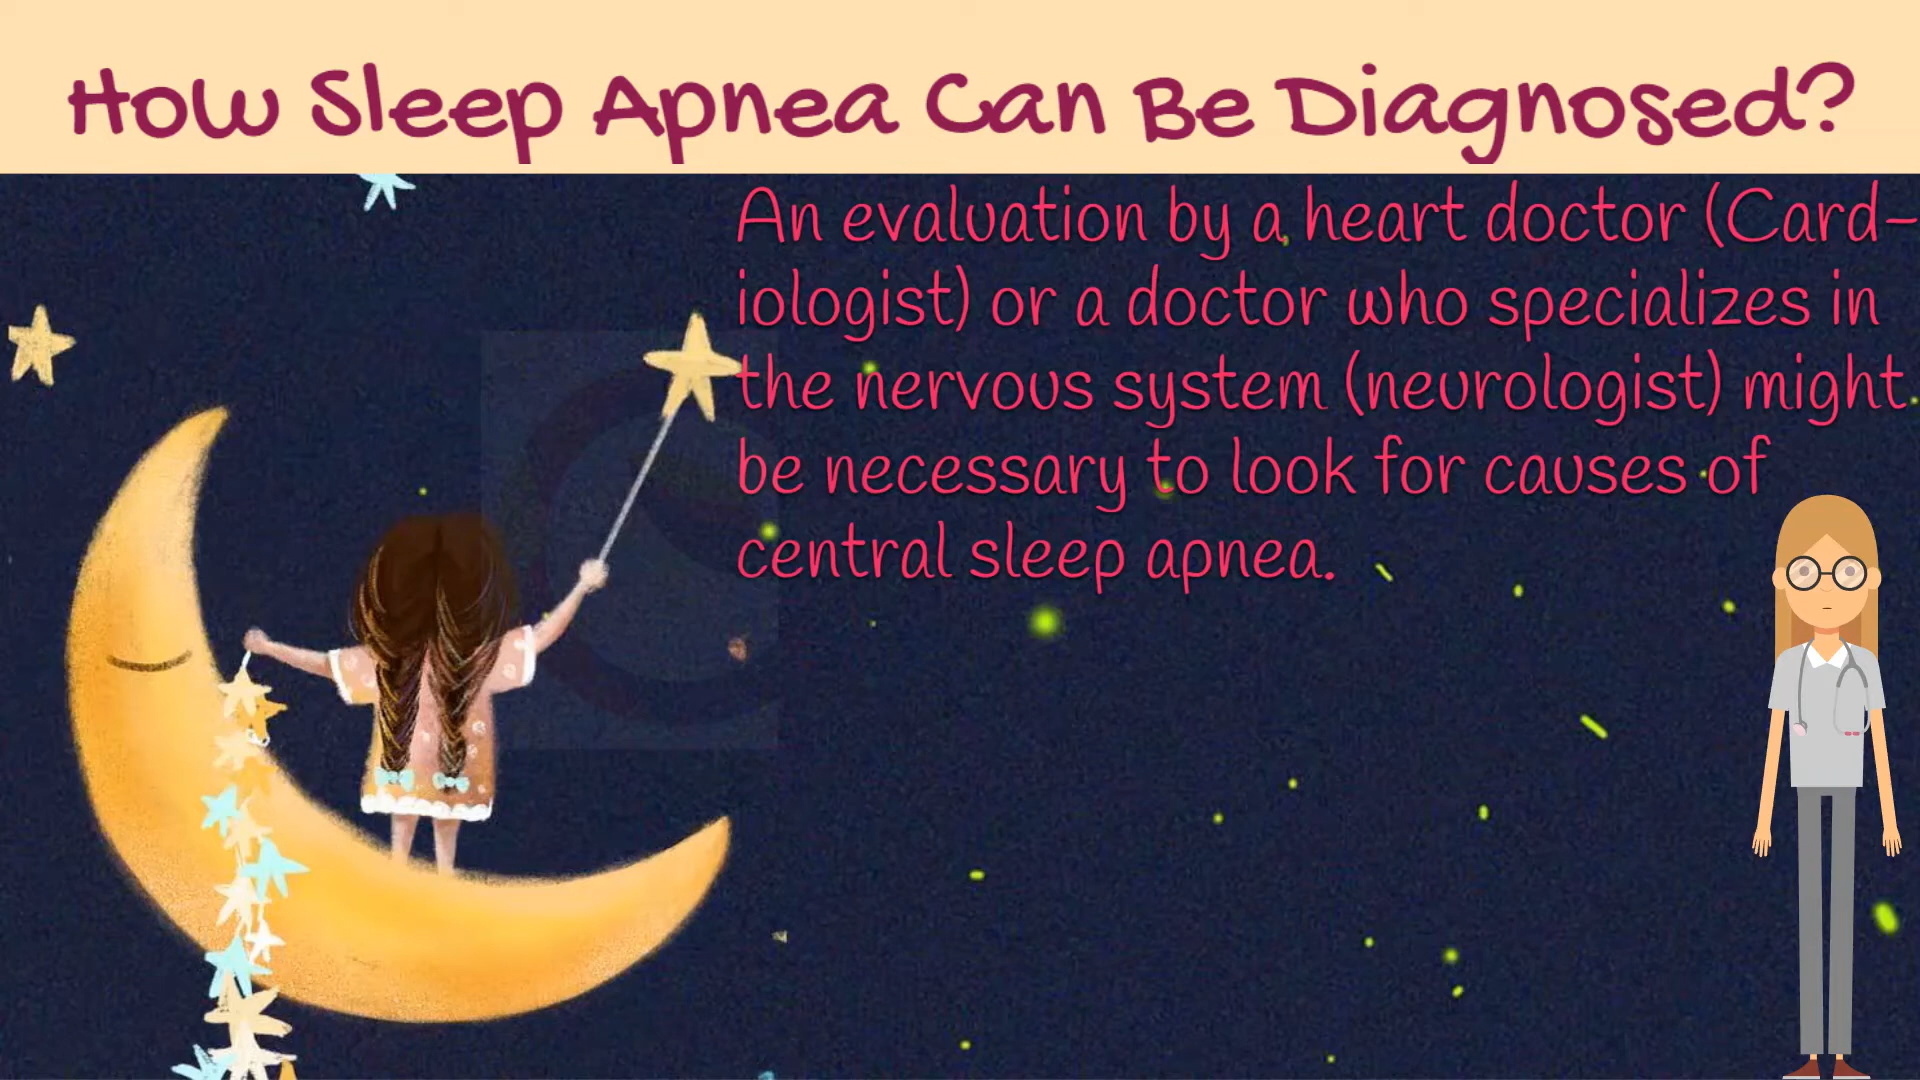 How Sleep Apnea Can Be Diagnosed?
An evaluation by a heart doctor (Card-
iologist) or a doctor who specializes in
the nervous system (neurologist) might
be necessary to look for causes of
central sleep apnea.